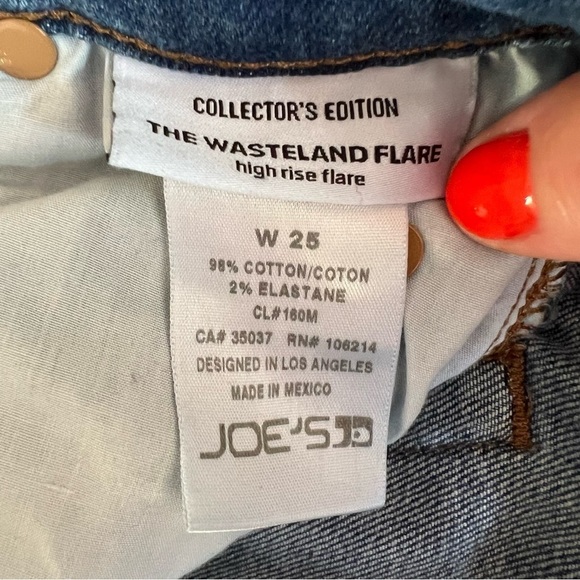 COLLECTOR'S EDITION
THE WASTELAND FLARE
high rise flare
W 25
98% COTTON/COTON
2% ELASTANE
CL#160M
CA# 35037 RN# 106214
DESIGNED IN LOS ANGELES
MADE IN MEXICO
JOE'S